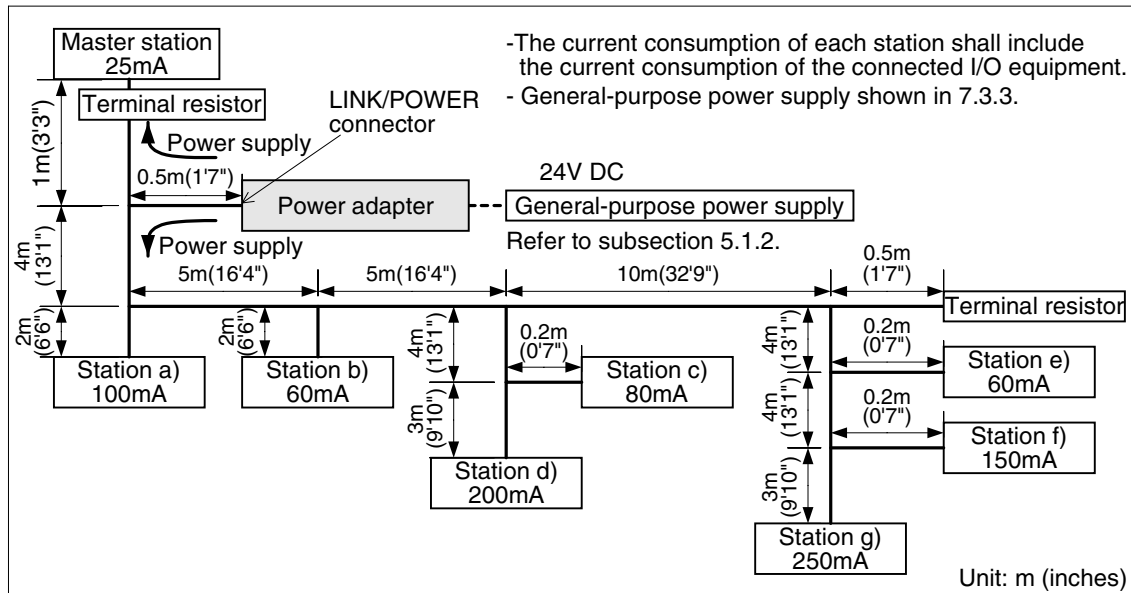 Master station
25mA
-The current consumption of each station shall include
the current consumption of the connected I/O equipment.
- General-purpose power supply shown in 7.3.3.
Terminal resistor
LINK/POWER
connector
1m(3'3")
Power supply
0.5m(1'7")
24V DC
Power adapter
General-purpose power supply
Power supply
Refer to subsection 5.1.2.
4m
(13'1")
5m(16'4")
5m(16'4")
10m(32'9")
0.5m
(1'7")
Terminal resistor
2m
(6'6")
2m
(6'6")
4m
(13'1")
0.2m
(0'7")
4m
(13'1")
0.2m
(0'7")
Station a)
100mA
Station b)
60mA
Station c)
80mA
Station e)
60mA
3m
(9'10")
4m
(13'1")
0.2m
(0'7")
Station d)
200mA
Station f)
150mA
3m
(9'10")
Station g)
250mA
Unit: m (inches)